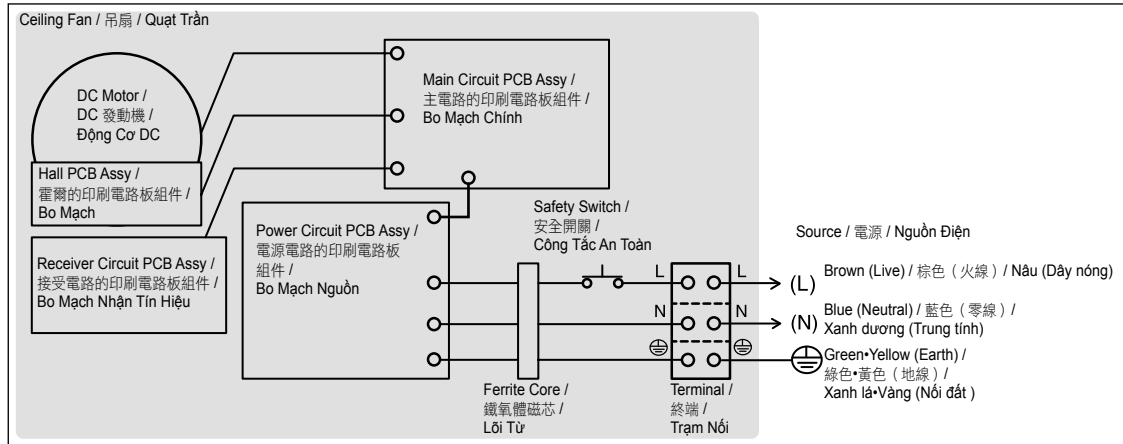 Ceiling Fan / 吊扇 / Quạt Trần
DC Motor /
DC 發動機 /
Động Cơ DC
Hall PCB Assy /
霍爾的印刷電路板組件 /
Bo Mạch
Receiver Circuit PCB Assy /
接受電路的印刷電路板組件 /
Bo Mạch Nhận Tín Hiệu
Main Circuit PCB Assy /
主電路的印刷電路板組件 /
Bo Mạch Chính
Power Circuit PCB Assy /
電源電路的印刷電路板
組件 /
Bo Mạch Nguồn
Safety Switch /
安全開關 /
Công Tắc An Toàn
Ferrite Core /
鐵氧體磁芯 /
Lõi Từ
L L
N N
Terminal /
終端 /
Trạm Nối
Source / 電源 / Nguồn Điện
(L) Brown (Live) / 棕色（火線）/ Nâu (Dây nóng)
(N) Blue (Neutral) / 藍色（零線）/
Xanh dương (Trung tính)
Green•Yellow (Earth) /
綠色•黃色（地線）/
Xanh lá•Vàng (Nối đất )